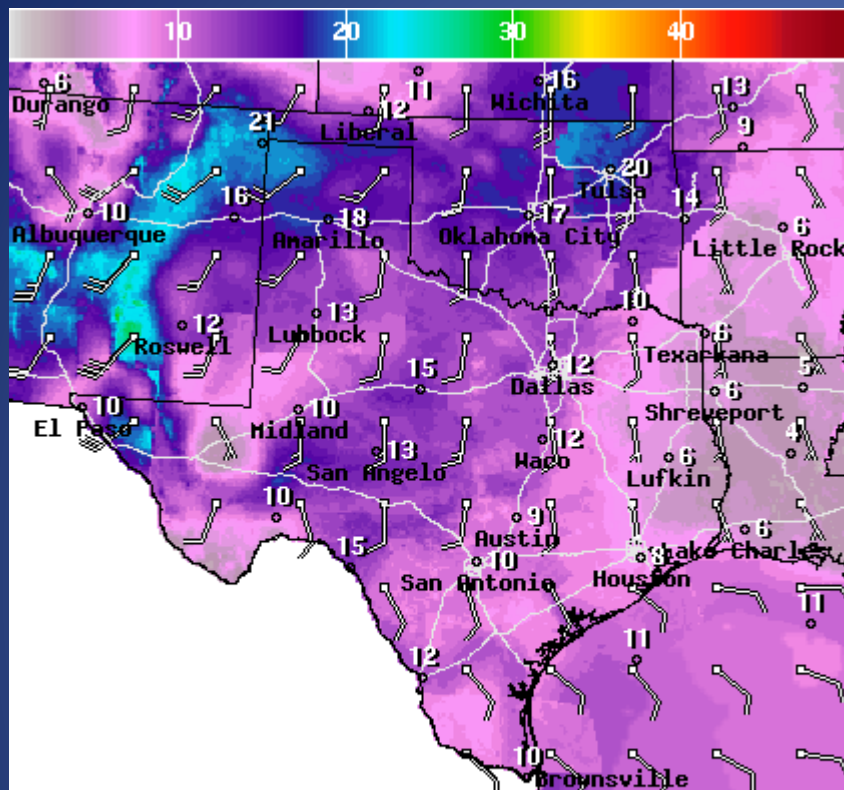 10 20 30 40
6 11 16 13
Durango 12 Wichita
Liberal
21 9
20
Tulsa
10 16 18 17 14 6
Albuquerque Amarillo Oklahoma City Little Rock
12 13 10 6
Roswell Lubbock Texarkana
15 12 5
Dallas
10 10 6
El Paso Midland Shreveport
13 12 6 4
San Angelo Waco Lufkin
10 9 6
Austin
15 10 8 Lake Charles
San Antonio Houston
11
12 11
10
Brownsville